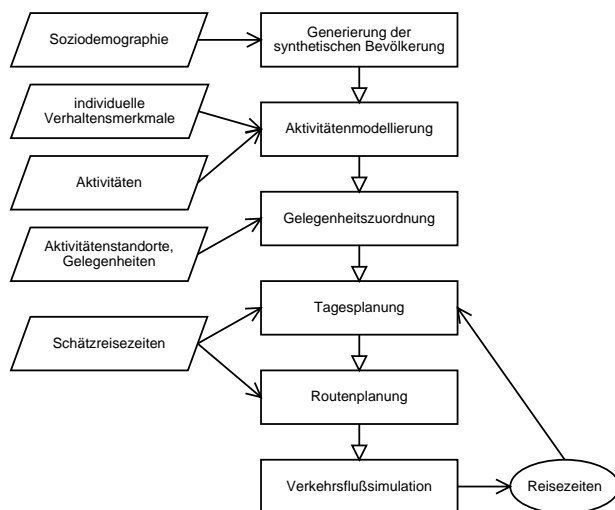 Soziodemographie
Generierung der
synthetischen Bevölkerung
individuelle
Verhaltensmerkmale
Aktivitätenmodellierung
Aktivitäten
Gelegenheitszuordnung
Aktivitätenstandorte,
Gelegenheiten
Tagesplanung
Schätzreisezeiten
Routenplanung
Verkehrsflußsimulation
Reisezeiten